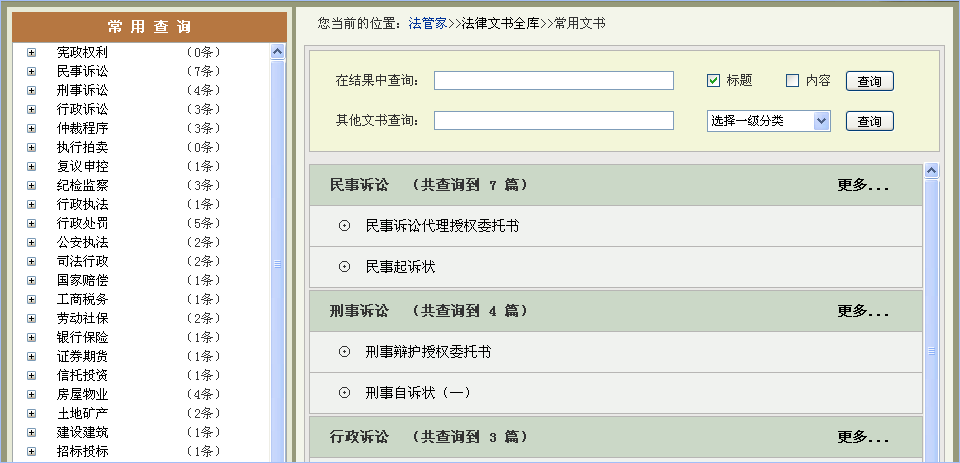 常用查询
宪政权利 （0条）
民事诉讼 （7条）
刑事诉讼 （4条）
行政诉讼 （3条）
仲裁程序 （3条）
执行拍卖 （0条）
复议申控 （1条）
纪检监察 （3条）
行政执法 （1条）
行政处罚 （5条）
公安执法 （2条）
司法行政 （2条）
国家赔偿 （1条）
工商税务 （1条）
劳动社保 （2条）
银行保险 （1条）
证券期货 （1条）
信托投资 （1条）
房屋物业 （4条）
土地矿产 （2条）
建设建筑 （1条）
招标投标 （1条）
您当前的位置：法管家>>法律文书全库>>常用文书
在结果中查询： 标题 内容 查询
其他文书查询： 选择一级分类 查询
民事诉讼 （共查询到 7 篇） 更多...
民事诉讼代理授权委托书
民事起诉状
刑事诉讼 （共查询到 4 篇） 更多...
刑事辩护授权委托书
刑事自诉状（一）
行政诉讼 （共查询到 3 篇） 更多...